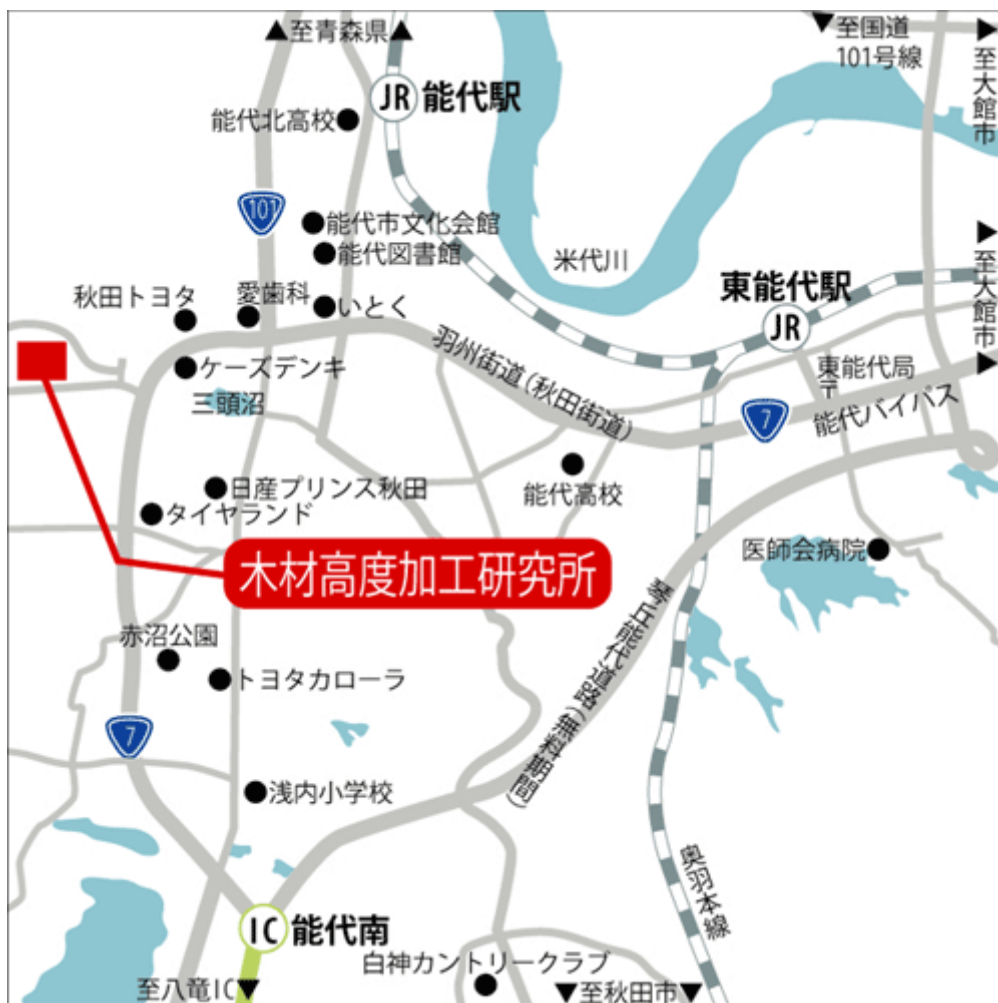 ▲至青森県▲
▼至国道
101号線
▶至大館市
JR 能代駅
能代北高校
101
能代市文化会館
能代図書館
米代川
▶至大館市▶
東能代駅
JR
秋田トヨタ
愛歯科
いとく
羽州街道(秋田街道)
ケーズデンキ
三頭沼
東能代局
〒
7
能代バイパス
日産プリンス秋田
タイヤランド
能代高校
医師会病院
木材高度加工研究所
琴丘能代道路(無料期間)
赤沼公園
トヨタカローラ
7
浅内小学校
奥羽本線
IC 能代南
白神カントリークラブ
至八竜IC▼
▼至秋田市▼